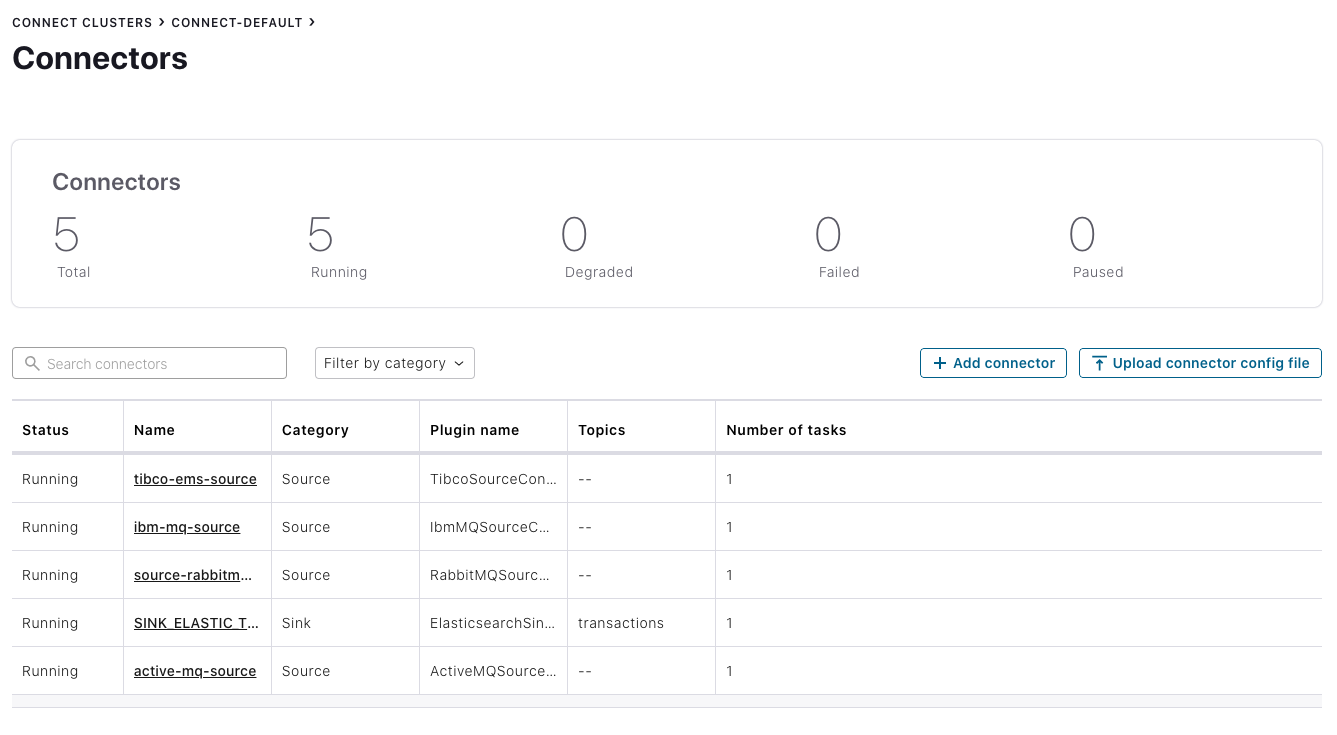 CONNECT CLUSTERS > CONNECT-DEFAULT >
Connectors
Connectors
5 5 0 0 0
Total Running Degraded Failed Paused
Search connectors Filter by category Add connector Upload connector config file
Status Name Category Plugin name Topics Number of tasks
Running tibco-ems-source Source TibcoSourceCon... -- 1
Running ibm-mq-source Source IbmMQSourceC... -- 1
Running source-rabbitm... Source RabbitMQSourc... -- 1
Running SINK_ELASTIC_T... Sink ElasticsearchSin... transactions 1
Running active-mq-source Source ActiveMQSource... -- 1